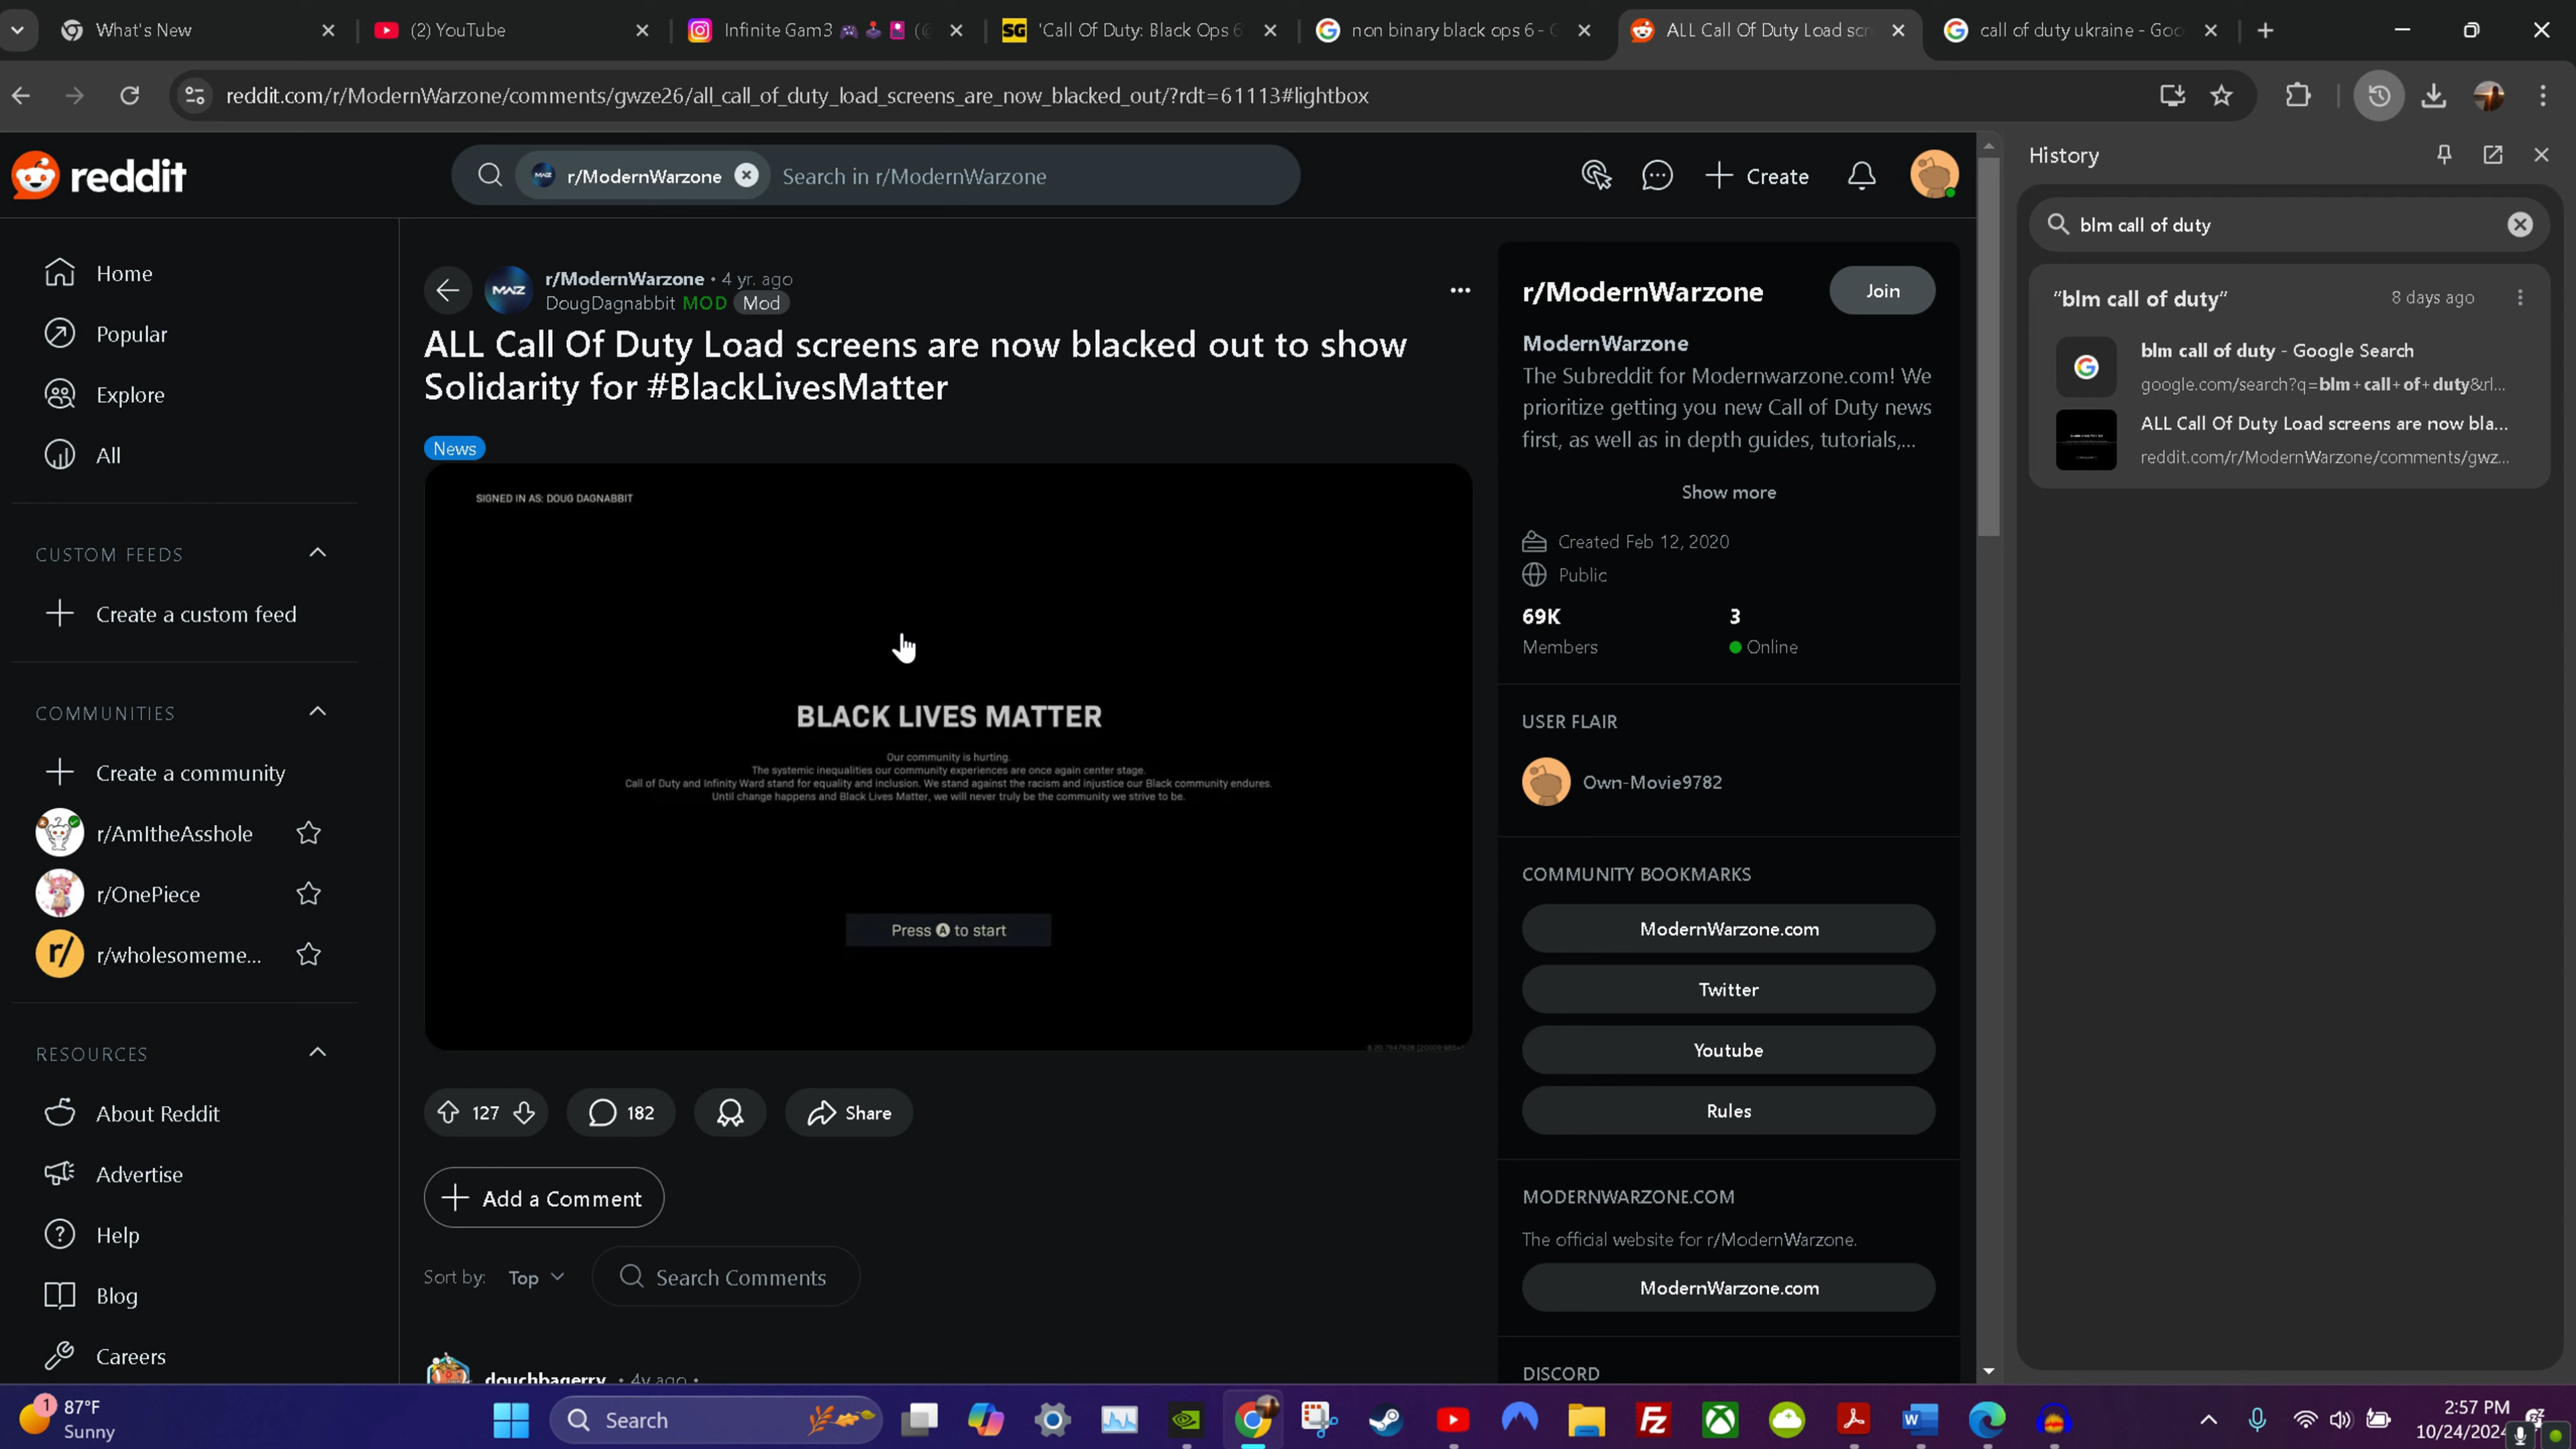 What's New
(2) YouTube
Infinite Gam3 🎮 🕹 (@
SG 'Call Of Duty: Black Ops 6
non binary black ops 6 - G
ALL Call Of Duty Load scr
call of duty ukraine - Goo
reddit.com/r/ModernWarzone/comments/gwze26/all_call_of_duty_load_screens_are_now_blacked_out/?rdt=61113#lightbox
reddit
r/ModernWarzone
Search in r/ModernWarzone
Create
Home
Popular
Explore
All
CUSTOM FEEDS
Create a custom feed
COMMUNITIES
Create a community
r/AmItheAsshole
r/OnePiece
r/ r/wholesomeme...
RESOURCES
About Reddit
Advertise
Help
Blog
Careers
MAIZ
r/ModernWarzone • 4 yr. ago
DougDagnabbit MOD Mod
ALL Call Of Duty Load screens are now blacked out to show
Solidarity for #BlackLivesMatter
News
SIGNED IN AS: DOUG DAGNABBIT
BLACK LIVES MATTER
Our community is hurting.
The systemic inequalities our community experiences are once again center stage.
Call of Duty and Infinity Ward stand for equality and inclusion. We stand against the racism and injustice our Black community endures.
Until change happens and Black Lives Matter, we will never truly be the community we strive to be.
Press A to start
127
182
Share
Add a Comment
Sort by: Top
Search Comments
douchbagerry • 4y ago •
r/ModernWarzone
Join
ModernWarzone
The Subreddit for Modernwarzone.com! We
prioritize getting you new Call of Duty news
first, as well as in depth guides, tutorials,...
Show more
Created Feb 12, 2020
Public
69K 3
Members Online
USER FLAIR
Own-Movie9782
COMMUNITY BOOKMARKS
ModernWarzone.com
Twitter
Youtube
Rules
MODERNWARZONE.COM
The official website for r/ModernWarzone.
ModernWarzone.com
DISCORD
History
blm call of duty
"blm call of duty" 8 days ago
blm call of duty - Google Search
google.com/search?q=blm+call+of+duty&rl...
ALL Call Of Duty Load screens are now bla...
reddit.com/r/ModernWarzone/comments/gwz...
1
87°F
Sunny
Search
2:57 PM
10/24/2024